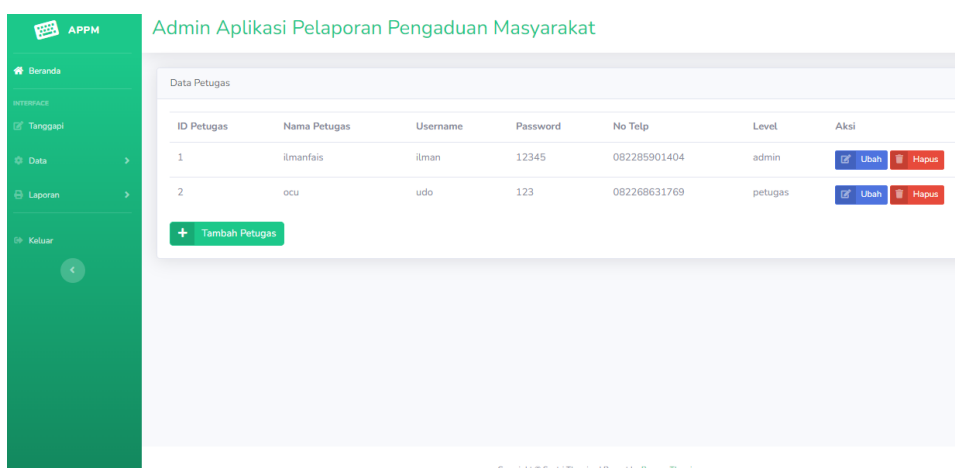 APPM
Admin Aplikasi Pelaporan Pengaduan Masyarakat
Beranda
INTERFACE
Tanggapi
Data
Laporan
Keluar
Data Petugas
ID Petugas Nama Petugas Username Password No Telp Level Aksi
1 ilmanfais ilman 12345 082285901404 admin Ubah Hapus
2 ocu udo 123 082268631769 petugas Ubah Hapus
Tambah Petugas